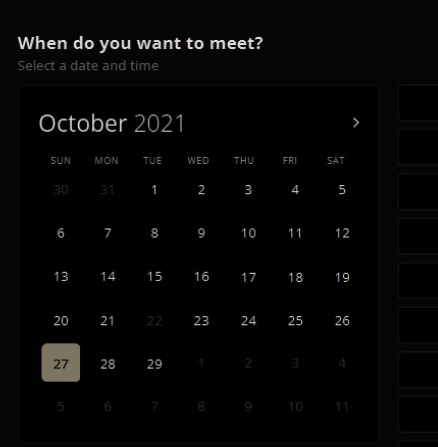 When do you want to meet?
Select a date and time
October 2021
SUN MON TUE WED THU FRI SAT
30 31 1 2 3 4 5
6 7 8 9 10 11 12
13 14 15 16 17 18 19
20 21 22 23 24 25 26
27 28 29 1 2 3 4
5 6 7 8 9 10 11